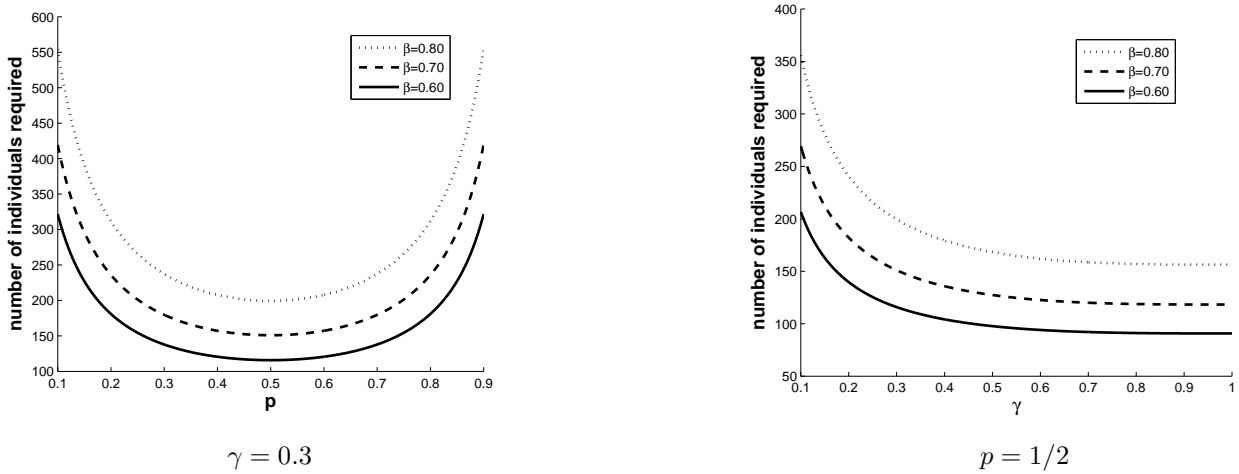 600
550
500
450
400
350
300
250
200
150
100
number of individuals required
β=0.80
β=0.70
β=0.60
0.1 0.2 0.3 0.4 0.5 0.6 0.7 0.8 0.9
p
γ = 0.3
400
350
300
250
200
150
100
50
number of individuals required
β=0.80
β=0.70
β=0.60
0.1 0.2 0.3 0.4 0.5 0.6 0.7 0.8 0.9 1
γ
p = 1/2